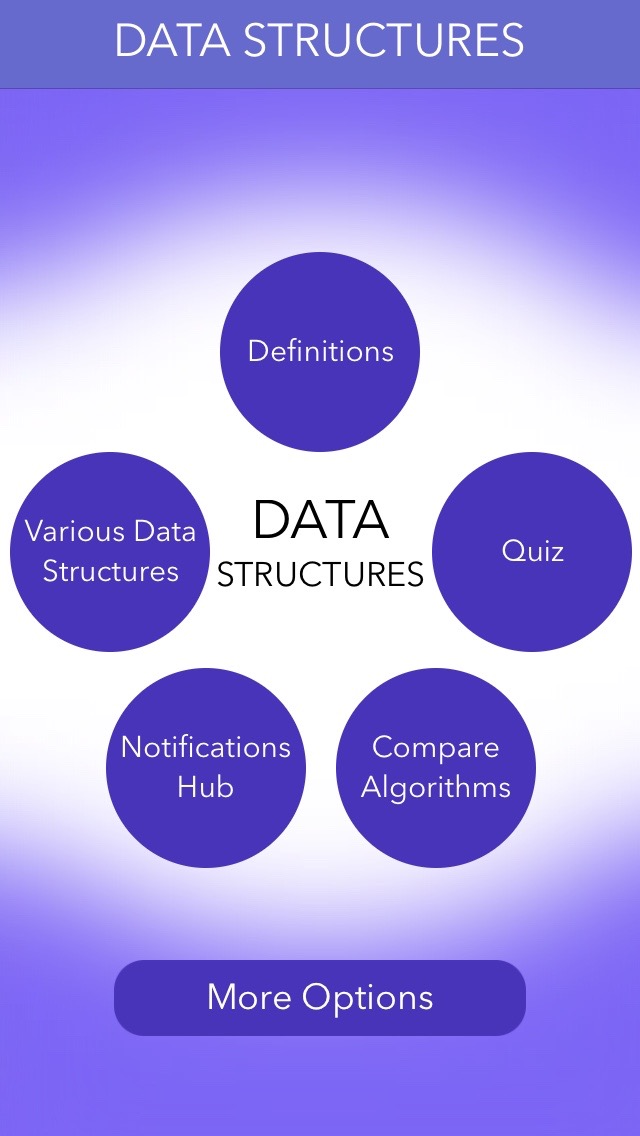 DATA STRUCTURES
Definitions
Various Data
Structures
DATA
STRUCTURES
Quiz
Notifications
Hub
Compare
Algorithms
More Options